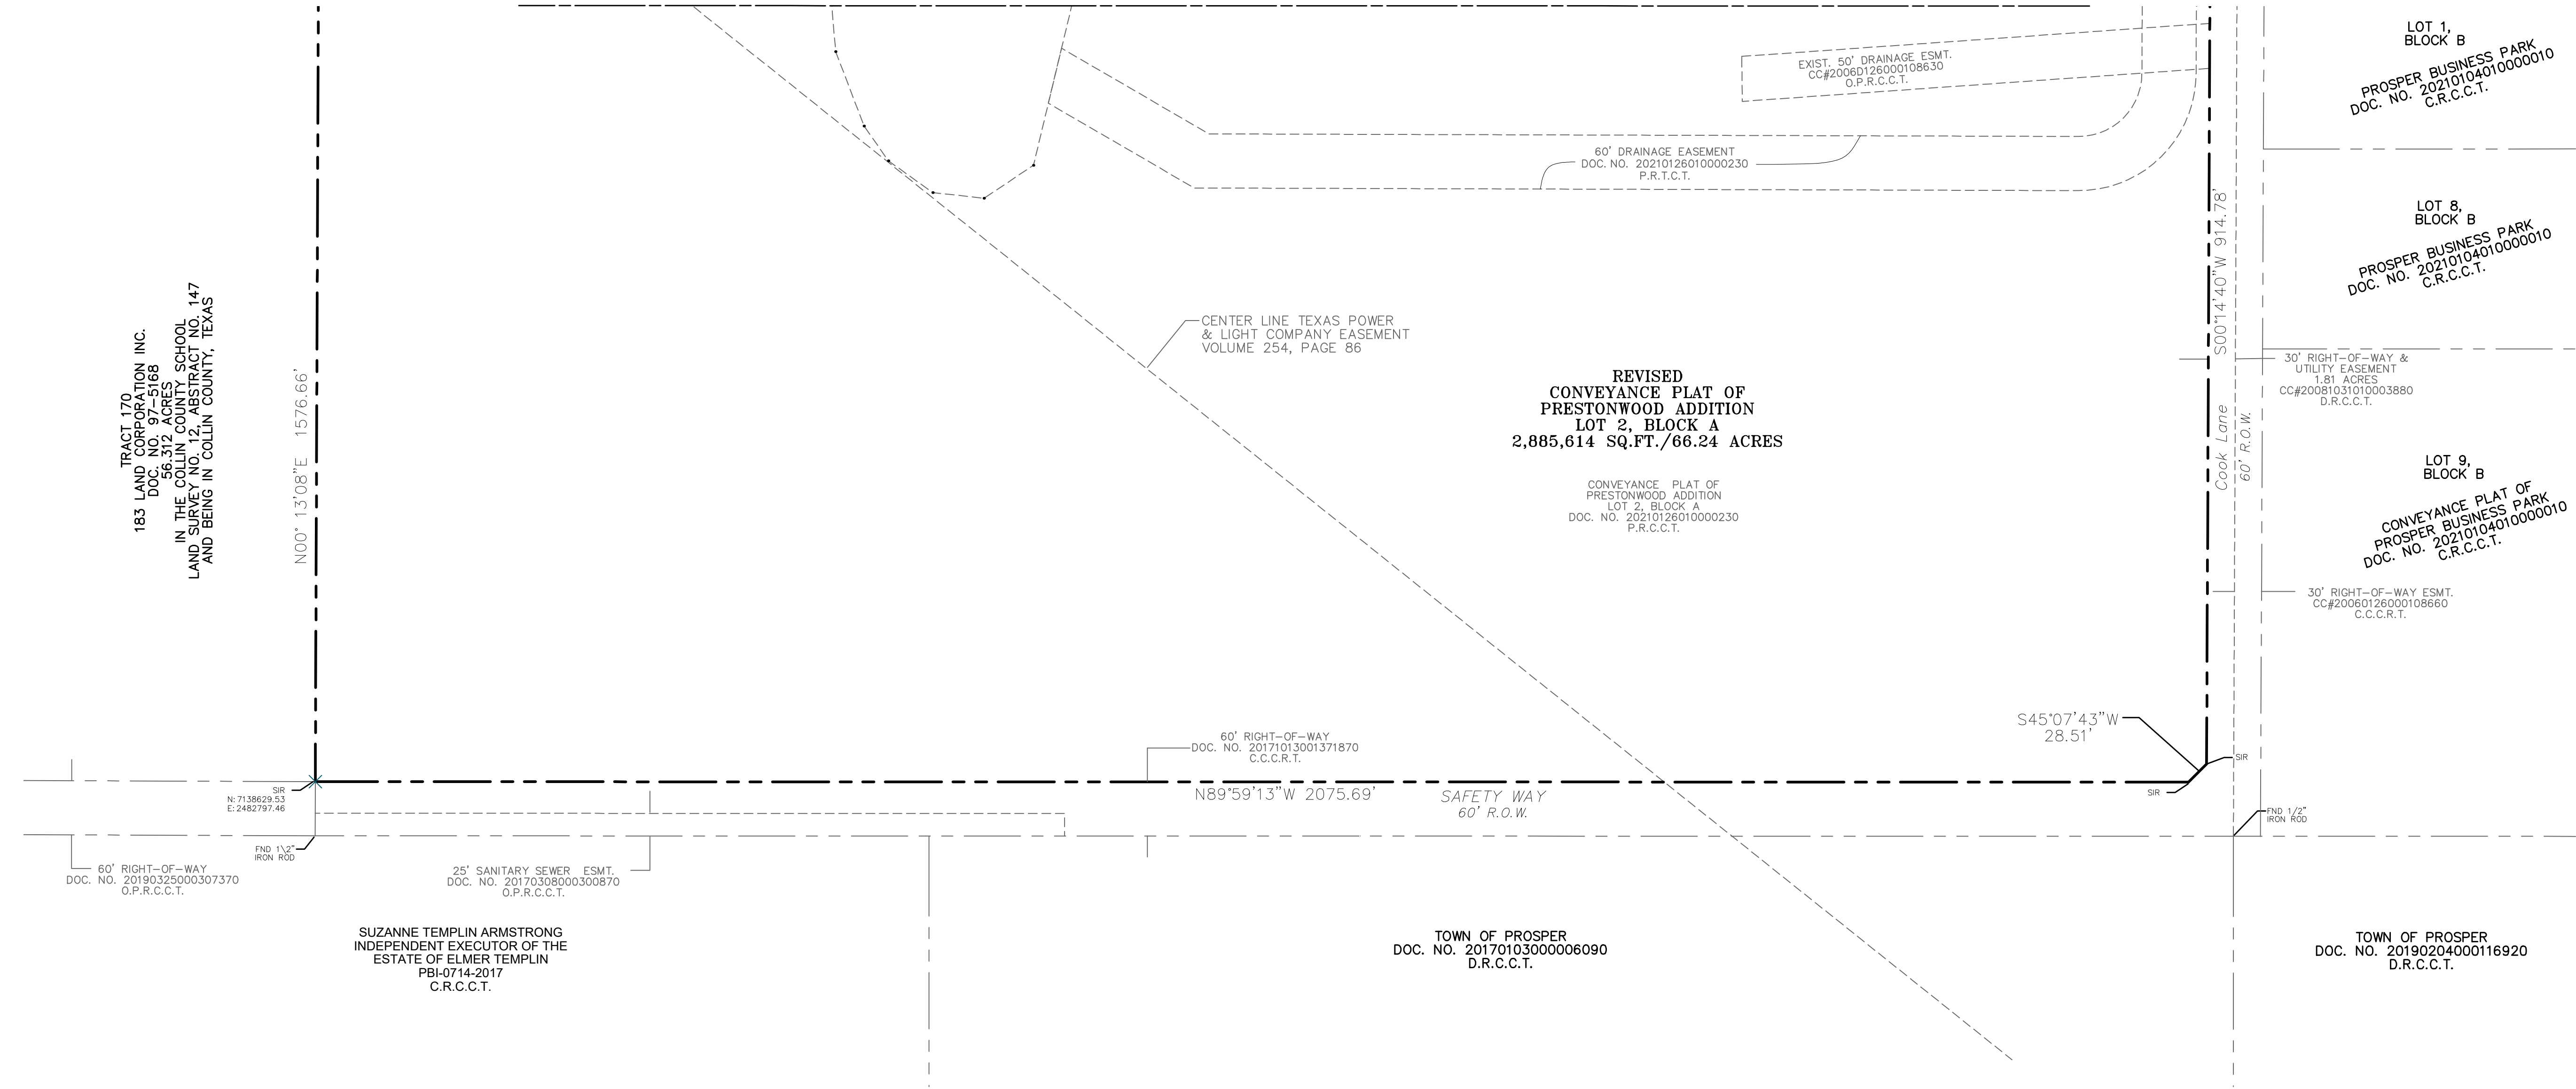 LOT 1,
BLOCK B
PROSPER BUSINESS PARK
DOC. NO. 20210104010000010
C.R.C.C.T.
EXIST. 50' DRAINAGE ESMT.
CC#2006D126000108630
O.P.R.C.C.T.
60' DRAINAGE EASEMENT
DOC. NO. 20210126010000230
P.R.T.C.T.
LOT 8,
BLOCK B
PROSPER BUSINESS PARK
DOC. NO. 20210104010000010
C.R.C.C.T.
S00°14'40"W 914.78'
CENTER LINE TEXAS POWER
& LIGHT COMPANY EASEMENT
VOLUME 254, PAGE 86
TRACT 170
183 LAND CORPORATION INC.
DOC. NO. 97-5168
56.312 ACRES
IN THE COLLIN COUNTY SCHOOL
LAND SURVEY NO. 12, ABSTRACT NO. 147
AND BEING IN COLLIN COUNTY, TEXAS
N00° 13'08"E 1576.66'
REVISED
CONVEYANCE PLAT OF
PRESTONWOOD ADDITION
LOT 2, BLOCK A
2,885,614 SQ.FT./66.24 ACRES
CONVEYANCE PLAT OF
PRESTONWOOD ADDITION
LOT 2, BLOCK A
DOC. NO. 20210126010000230
P.R.C.C.T.
30' RIGHT-OF-WAY &
UTILITY EASEMENT
1.81 ACRES
CC#20081031010003880
D.R.C.C.T.
Cook Lane
60' R.O.W.
LOT 9,
BLOCK B
CONVEYANCE PLAT OF
PROSPER BUSINESS PARK
DOC. NO. 20210104010000010
C.R.C.C.T.
30' RIGHT-OF-WAY ESMT.
CC#20060126000108660
C.C.C.R.T.
S45°07'43"W
28.51'
60' RIGHT-OF-WAY
DOC. NO. 20171013001371870
C.C.C.R.T.
SIR
SIR
N: 7138629.53
E: 2482797.46
SIR
N89°59'13"W 2075.69'
SAFETY WAY
60' R.O.W.
FND 1/2"
IRON ROD
FND 1\2"
IRON ROD
60' RIGHT-OF-WAY
DOC. NO. 20190325000307370
O.P.R.C.C.T.
25' SANITARY SEWER ESMT.
DOC. NO. 20170308000300870
O.P.R.C.C.T.
SUZANNE TEMPLIN ARMSTRONG
INDEPENDENT EXECUTOR OF THE
ESTATE OF ELMER TEMPLIN
PBI-0714-2017
C.R.C.C.T.
TOWN OF PROSPER
DOC. NO. 20170103000006090
D.R.C.C.T.
TOWN OF PROSPER
DOC. NO. 20190204000116920
D.R.C.C.T.